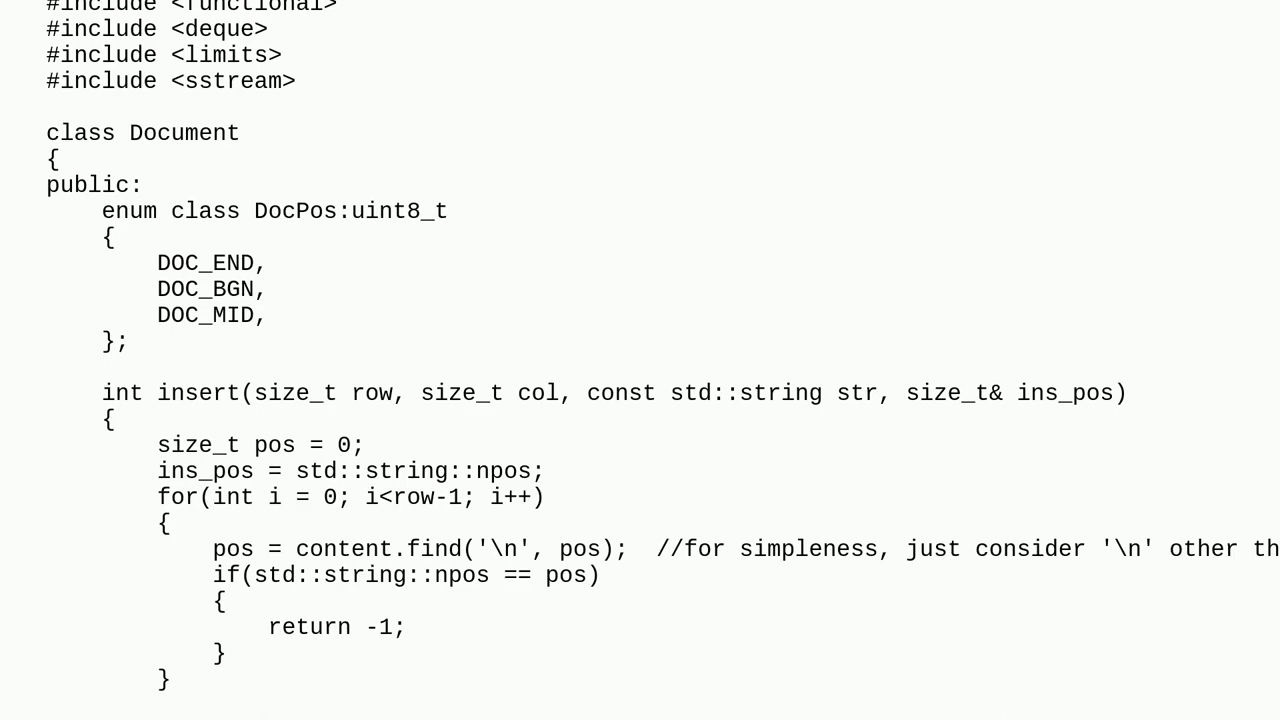 #include <functional>
#include <deque>
#include <limits>
#include <sstream>
class Document
{
public:
    enum class DocPos:uint8_t
    {
        DOC_END,
        DOC_BGN,
        DOC_MID,
    };
    int insert(size_t row, size_t col, const std::string str, size_t& ins_pos)
    {
        size_t pos = 0;
        ins_pos = std::string::npos;
        for(int i = 0; i<row-1; i++)
        {
            pos = content.find('\n', pos);  //for simpleness, just consider '\n' other th
            if(std::string::npos == pos)
            {
                return -1;
            }
        }